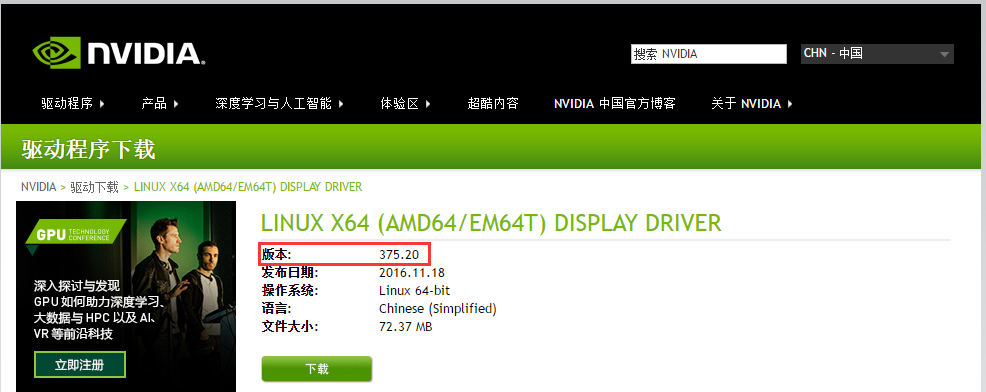 NVIDIA.
搜索 NVIDIA
CHN - 中国
驱动程序 产品 深度学习与人工智能 体验区 超酷内容 NVIDIA 中国官方博客 关于 NVIDIA
驱动程序下载
NVIDIA > 驱动下载 > LINUX X64 (AMD64/EM64T) DISPLAY DRIVER
GPU TECHNOLOGY CONFERENCE
深入探讨与发现
GPU 如何助力深度学习、
大数据与 HPC 以及 AI、
VR 等前沿科技
立即注册
LINUX X64 (AMD64/EM64T) DISPLAY DRIVER
版本: 375.20
发布日期: 2016.11.18
操作系统: Linux 64-bit
语言: Chinese (Simplified)
文件大小: 72.37 MB
下载